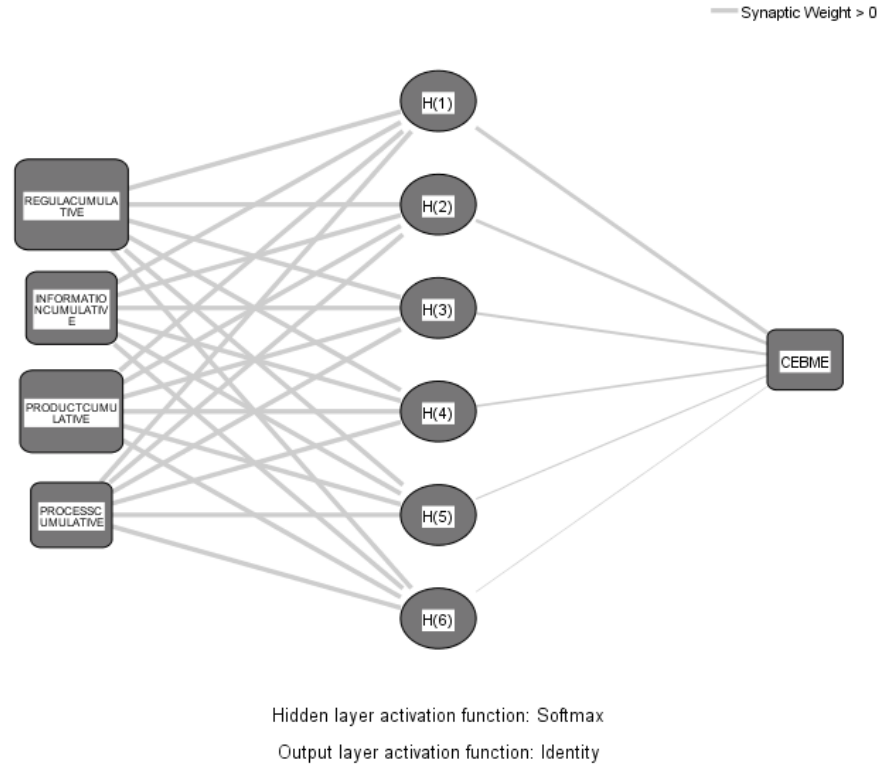 Synaptic Weight > 0
H(1)
REGULACUMULA
TIVE
H(2)
INFORMATIO
NCUMULATIV
E
H(3)
CEBME
PRODUCTCUMU
LATIVE
H(4)
PROCESSC
UMULATIVE
H(5)
H(6)
Hidden layer activation function: Softmax
Output layer activation function: Identity